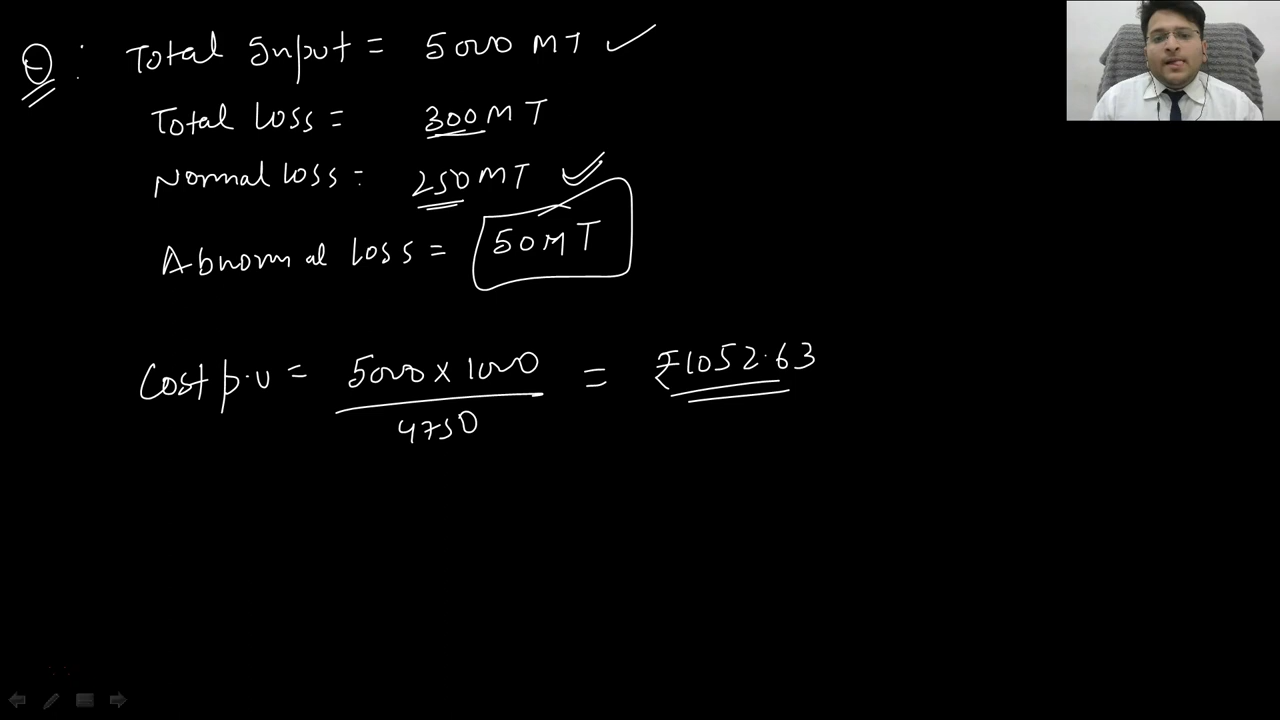 Q: Total Input = 5000 MT ✓
Total Loss = 300 MT
Normal Loss = 250 MT ✓
Abnormal Loss = 50 MT
Cost p.u = 5000 x 1000 = ₹1052.63
4750